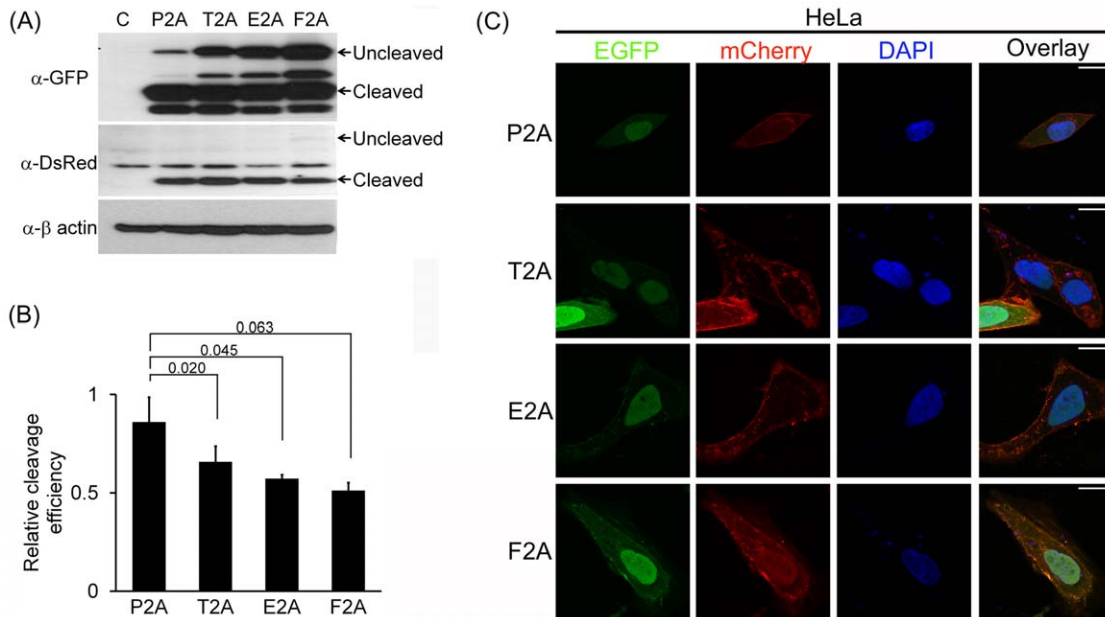 (A)
C P2A T2A E2A F2A
α-GFP
Uncleaved
Cleaved
α-DsRed
Uncleaved
Cleaved
α-β actin
(B)
0.063
0.045
0.020
1
0.5
0
Relative cleavage
efficiency
P2A T2A E2A F2A
(C)
HeLa
EGFP mCherry DAPI Overlay
P2A
T2A
E2A
F2A